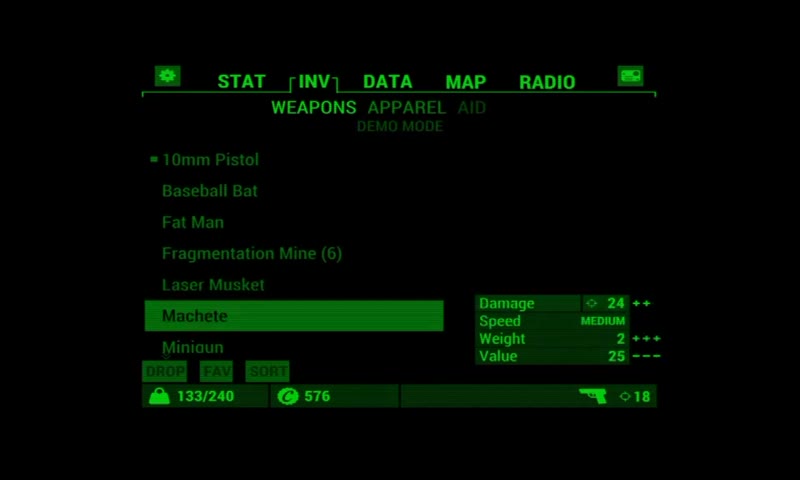 STAT INV DATA MAP RADIO
WEAPONS APPAREL AID
DEMO MODE
10mm Pistol
Baseball Bat
Fat Man
Fragmentation Mine (6)
Laser Musket
Machete
Minigun
Damage 24 ++
Speed MEDIUM
Weight 2 +++
Value 25 ---
DROP FAV SORT
133/240 576 18